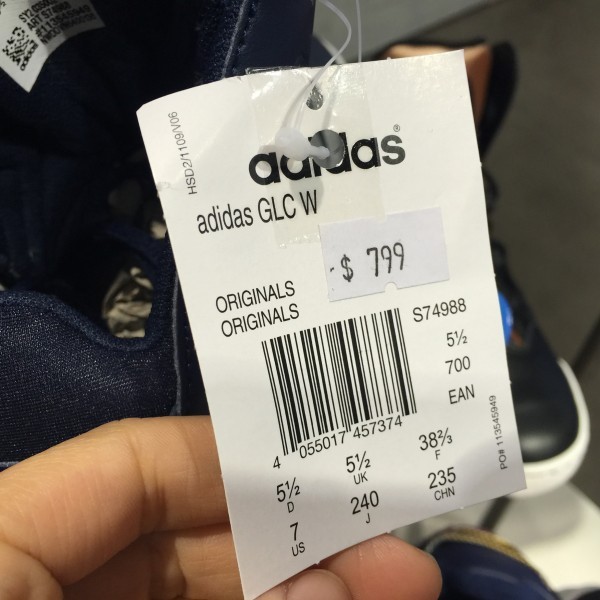 HSD2/1109/V06
adidas®
adidas GLC W
$ 799
ORIGINALS
ORIGINALS
S74988
5½
700
EAN
4 055017 457374
PO# 113545949
5½
D
5½
UK
38⅔
F
7
US
240
J
235
CHN